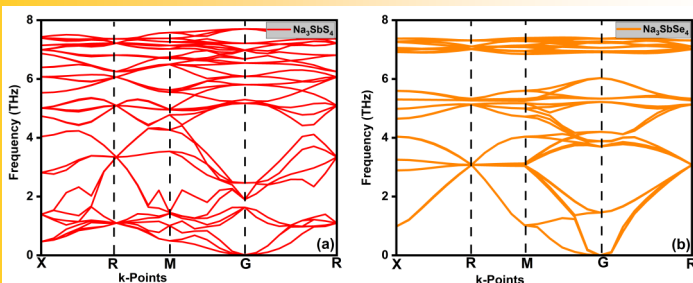 8
6
4
2
0
Frequency (THz)
Na₃SbS₄
(a)
X R M G R
k-Points
8
6
4
2
0
Frequency (THz)
Na₃SbSe₄
(b)
X R M G R
k-Points